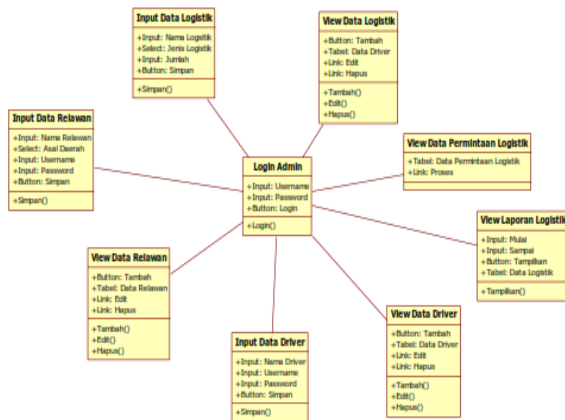 Input Data Logistik
+Input: Nama Logsitik
+Select: Jenis Logistik
+Input: Jumlah
+Button: Simpan
+Simpan()
View Data Logistik
+Button: Tambah
+Tabel: Data Driver
+Link: Edit
+Link: Hapus
+Tambah()
+Edit()
+Hapus()
Input Data Relawan
+Input: Nama Relawan
+Select: Asal Daerah
+Input: Username
+Input: Password
+Button: Simpan
+Simpan()
View Data Permintaan Logistik
+Tabel: Data Permintaan Logistik
+Link: Proses
Login Admin
+Input: Username
+Input: Password
+Button: Login
+Login()
View Laporan Logistik
+Input: Mulai
+Input: Sampai
+Button: Tampilkan
+Tabel: Data Logistik
+Tampilkan()
View Data Relawan
+Button: Tambah
+Tabel: Data Relawan
+Link: Edit
+Link: Hapus
+Tambah()
+Edit()
+Hapus()
Input Data Driver
+Input: Nama Driver
+Input: Username
+Input: Password
+Button: Simpan
+Simpan()
View Data Driver
+Button: Tambah
+Tabel: Data Driver
+Link: Edit
+Link: Hapus
+Tambah()
+Edit()
+Hapus()